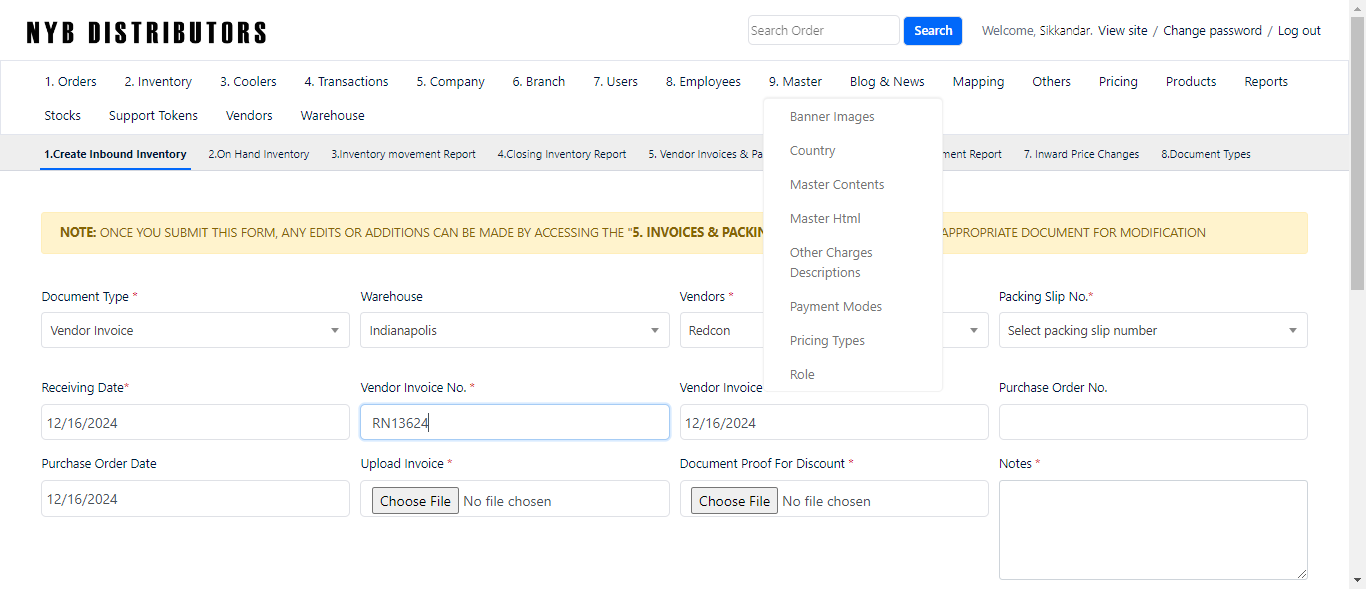 NYB DISTRIBUTORS
Search Order
Search
Welcome, Sikkandar. View site / Change password / Log out
1. Orders 2. Inventory 3. Coolers 4. Transactions 5. Company 6. Branch 7. Users 8. Employees 9. Master Blog & News Mapping Others Pricing Products Reports
Stocks Support Tokens Vendors Warehouse
Banner Images
Country
Master Contents
Master Html
Other Charges
Descriptions
Payment Modes
Pricing Types
Role
1.Create Inbound Inventory 2.On Hand Inventory 3.Inventory movement Report 4.Closing Inventory Report 5. Vendor Invoices & Pa ment Report 7. Inward Price Changes 8.Document Types
NOTE: ONCE YOU SUBMIT THIS FORM, ANY EDITS OR ADDITIONS CAN BE MADE BY ACCESSING THE "5. INVOICES & PACKIN APPROPRIATE DOCUMENT FOR MODIFICATION
Document Type * Warehouse Vendors * Packing Slip No.*
Vendor Invoice Indianapolis Redcon Select packing slip number
Receiving Date* Vendor Invoice No. * Vendor Invoice Purchase Order No.
12/16/2024 RN13624 12/16/2024
Purchase Order Date Upload Invoice * Document Proof For Discount * Notes *
12/16/2024 Choose File No file chosen Choose File No file chosen